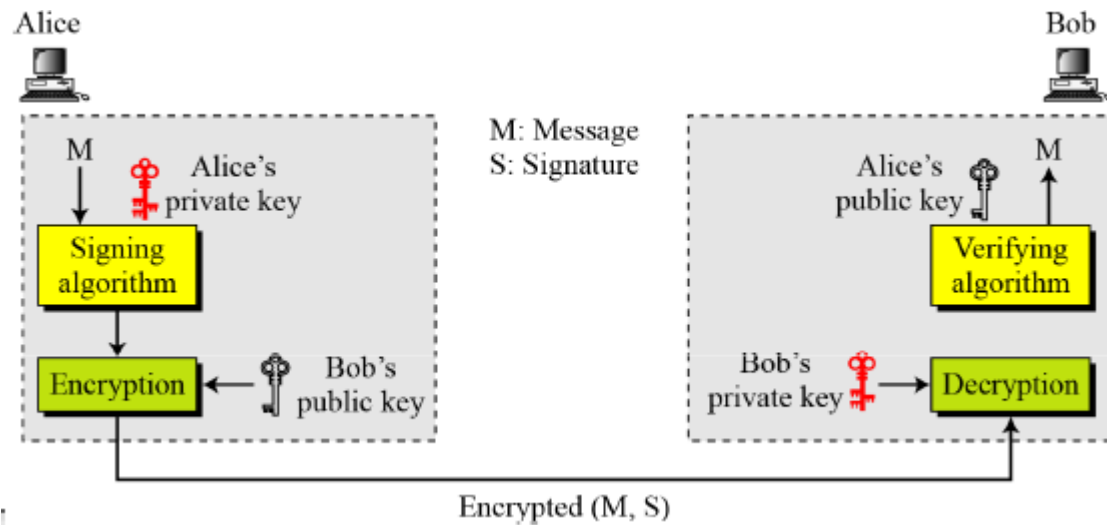 Alice
Bob
M
Alice's
private key
Signing
algorithm
Encryption
Bob's
public key
M: Message
S: Signature
Alice's
public key
M
Verifying
algorithm
Bob's
private key
Decryption
Encrypted (M, S)